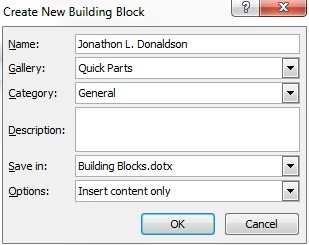 Create New Building Block
Name: Jonathon L. Donaldson
Gallery: Quick Parts
Category: General
Description:
Save in: Building Blocks.dotx
Options: Insert content only
OK Cancel